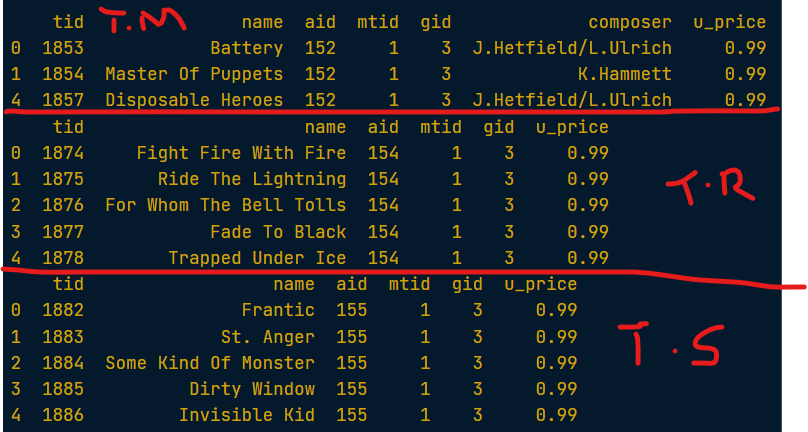 tid T.M name aid mtid gid composer u_price
0 1853 Battery 152 1 3 J.Hetfield/L.Ulrich 0.99
1 1854 Master Of Puppets 152 1 3 K.Hammett 0.99
4 1857 Disposable Heroes 152 1 3 J.Hetfield/L.Ulrich 0.99
tid name aid mtid gid u_price
0 1874 Fight Fire With Fire 154 1 3 0.99
1 1875 Ride The Lightning 154 1 3 0.99
T.R
2 1876 For Whom The Bell Tolls 154 1 3 0.99
3 1877 Fade To Black 154 1 3 0.99
4 1878 Trapped Under Ice 154 1 3 0.99
tid name aid mtid gid u_price
0 1882 Frantic 155 1 3 0.99
1 1883 St. Anger 155 1 3 0.99
T.S
2 1884 Some Kind Of Monster 155 1 3 0.99
3 1885 Dirty Window 155 1 3 0.99
4 1886 Invisible Kid 155 1 3 0.99